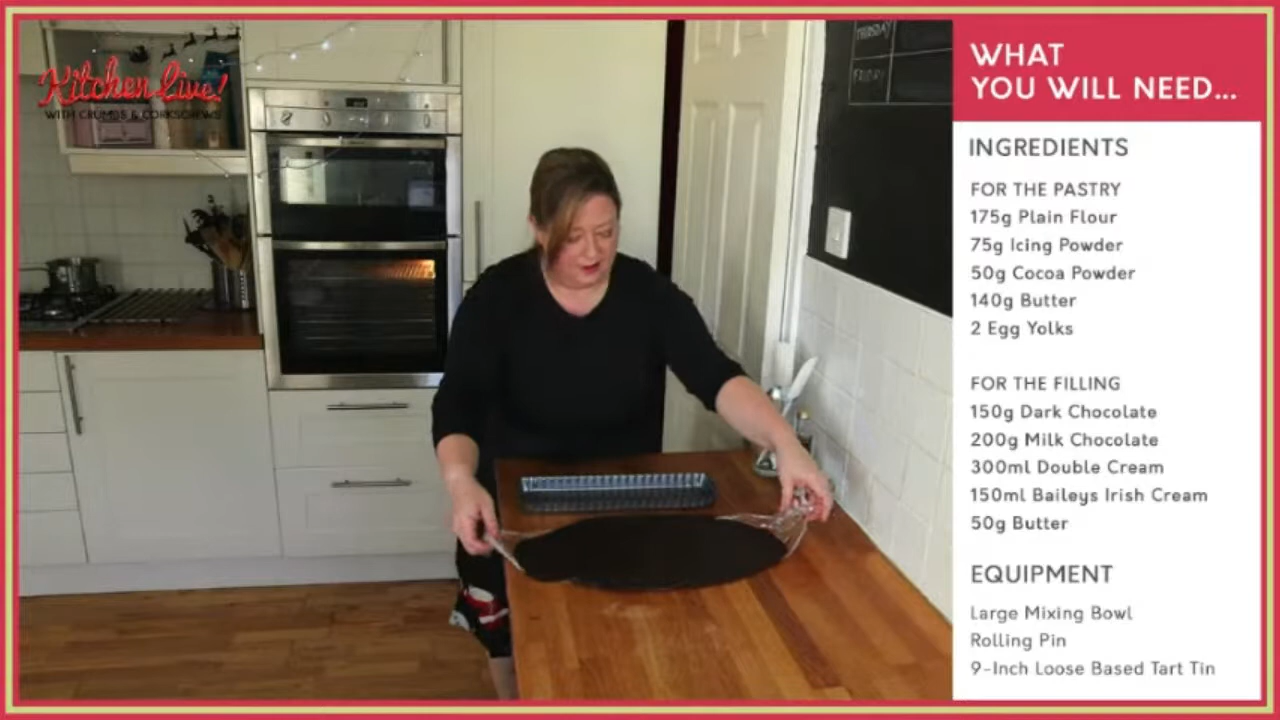 Kitchen Live!
WITH CRUMBS & CORKSCREWS
THURSDAY
FRIDAY
WHAT
YOU WILL NEED...
INGREDIENTS
FOR THE PASTRY
175g Plain Flour
75g Icing Powder
50g Cocoa Powder
140g Butter
2 Egg Yolks
FOR THE FILLING
150g Dark Chocolate
200g Milk Chocolate
300ml Double Cream
150ml Baileys Irish Cream
50g Butter
EQUIPMENT
Large Mixing Bowl
Rolling Pin
9-Inch Loose Based Tart Tin